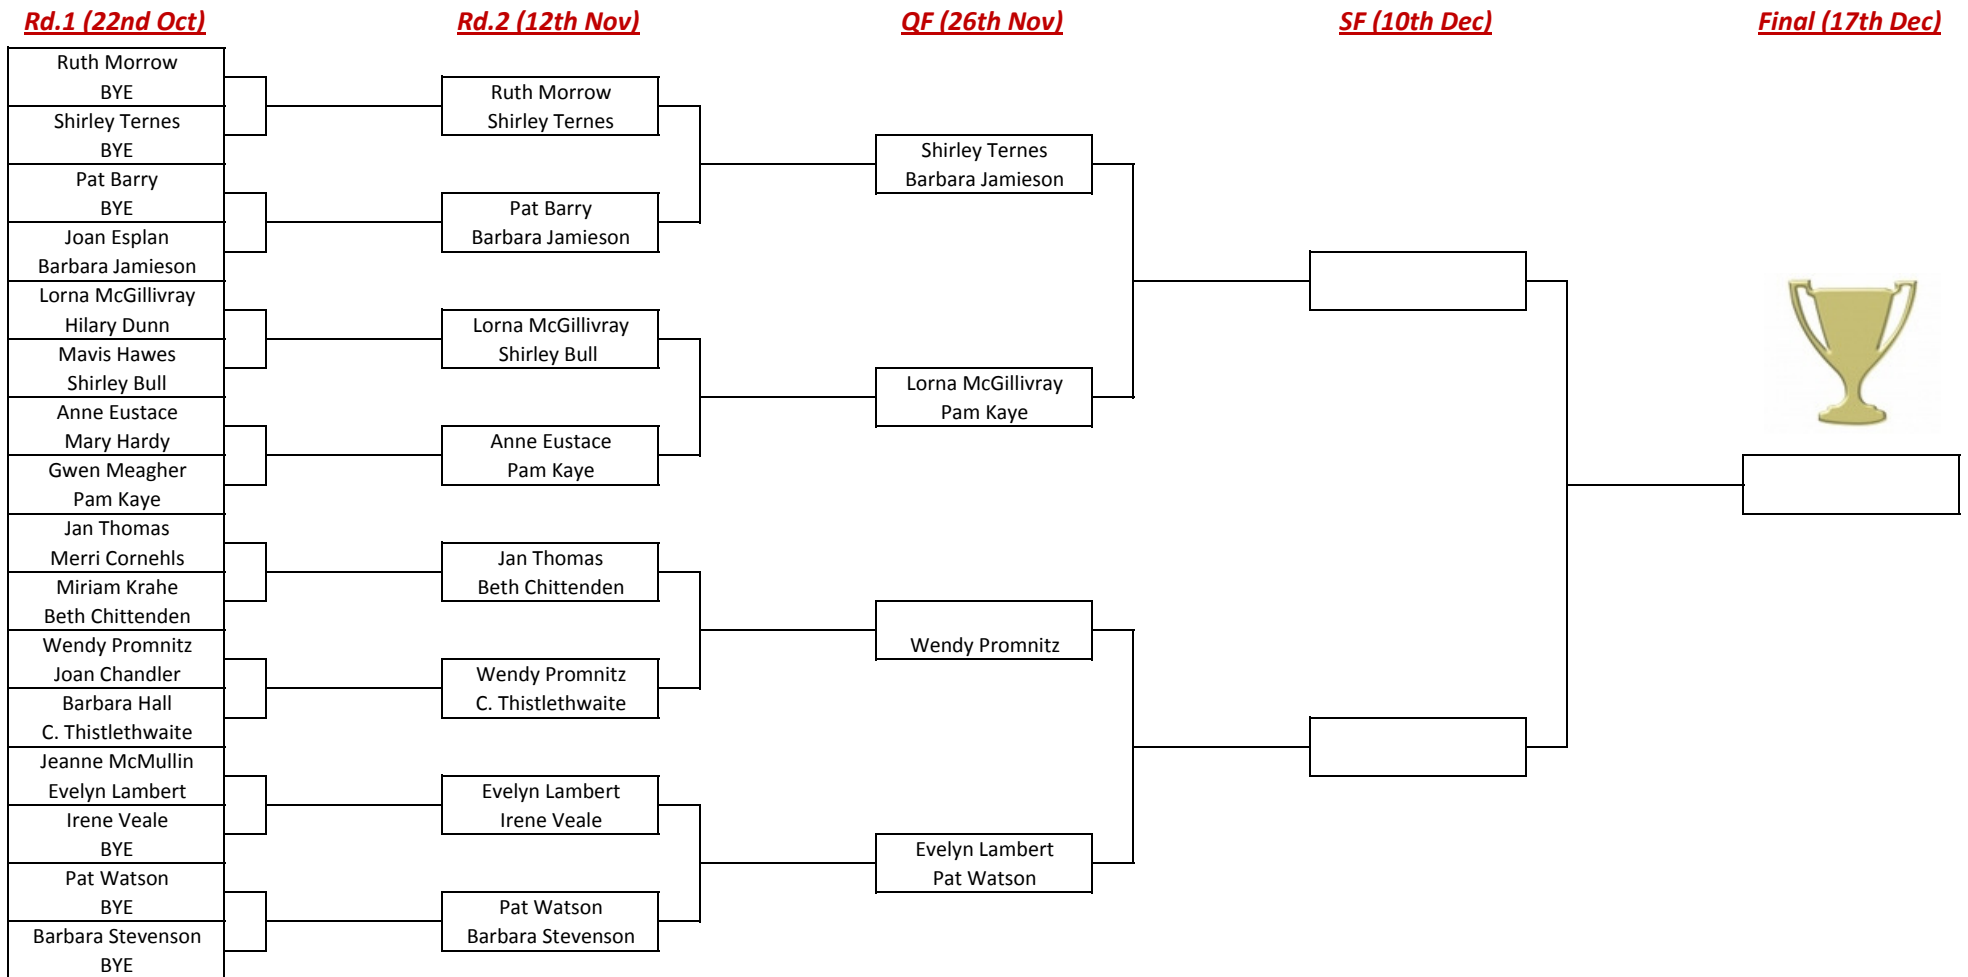 Rd.1 (22nd Oct)
Rd.2 (12th Nov)
QF (26th Nov)
SF (10th Dec)
Final (17th Dec)
Ruth Morrow
BYE
Shirley Ternes
BYE
Pat Barry
BYE
Joan Esplan
Barbara Jamieson
Lorna McGillivray
Hilary Dunn
Mavis Hawes
Shirley Bull
Anne Eustace
Mary Hardy
Gwen Meagher
Pam Kaye
Jan Thomas
Merri Cornehls
Miriam Krahe
Beth Chittenden
Wendy Promnitz
Joan Chandler
Barbara Hall
C. Thistlethwaite
Jeanne McMullin
Evelyn Lambert
Irene Veale
BYE
Pat Watson
BYE
Barbara Stevenson
BYE
Ruth Morrow
Shirley Ternes
Pat Barry
Barbara Jamieson
Lorna McGillivray
Shirley Bull
Anne Eustace
Pam Kaye
Jan Thomas
Beth Chittenden
Wendy Promnitz
C. Thistlethwaite
Evelyn Lambert
Irene Veale
Pat Watson
Barbara Stevenson
Shirley Ternes
Barbara Jamieson
Lorna McGillivray
Pam Kaye
Wendy Promnitz
Evelyn Lambert
Pat Watson